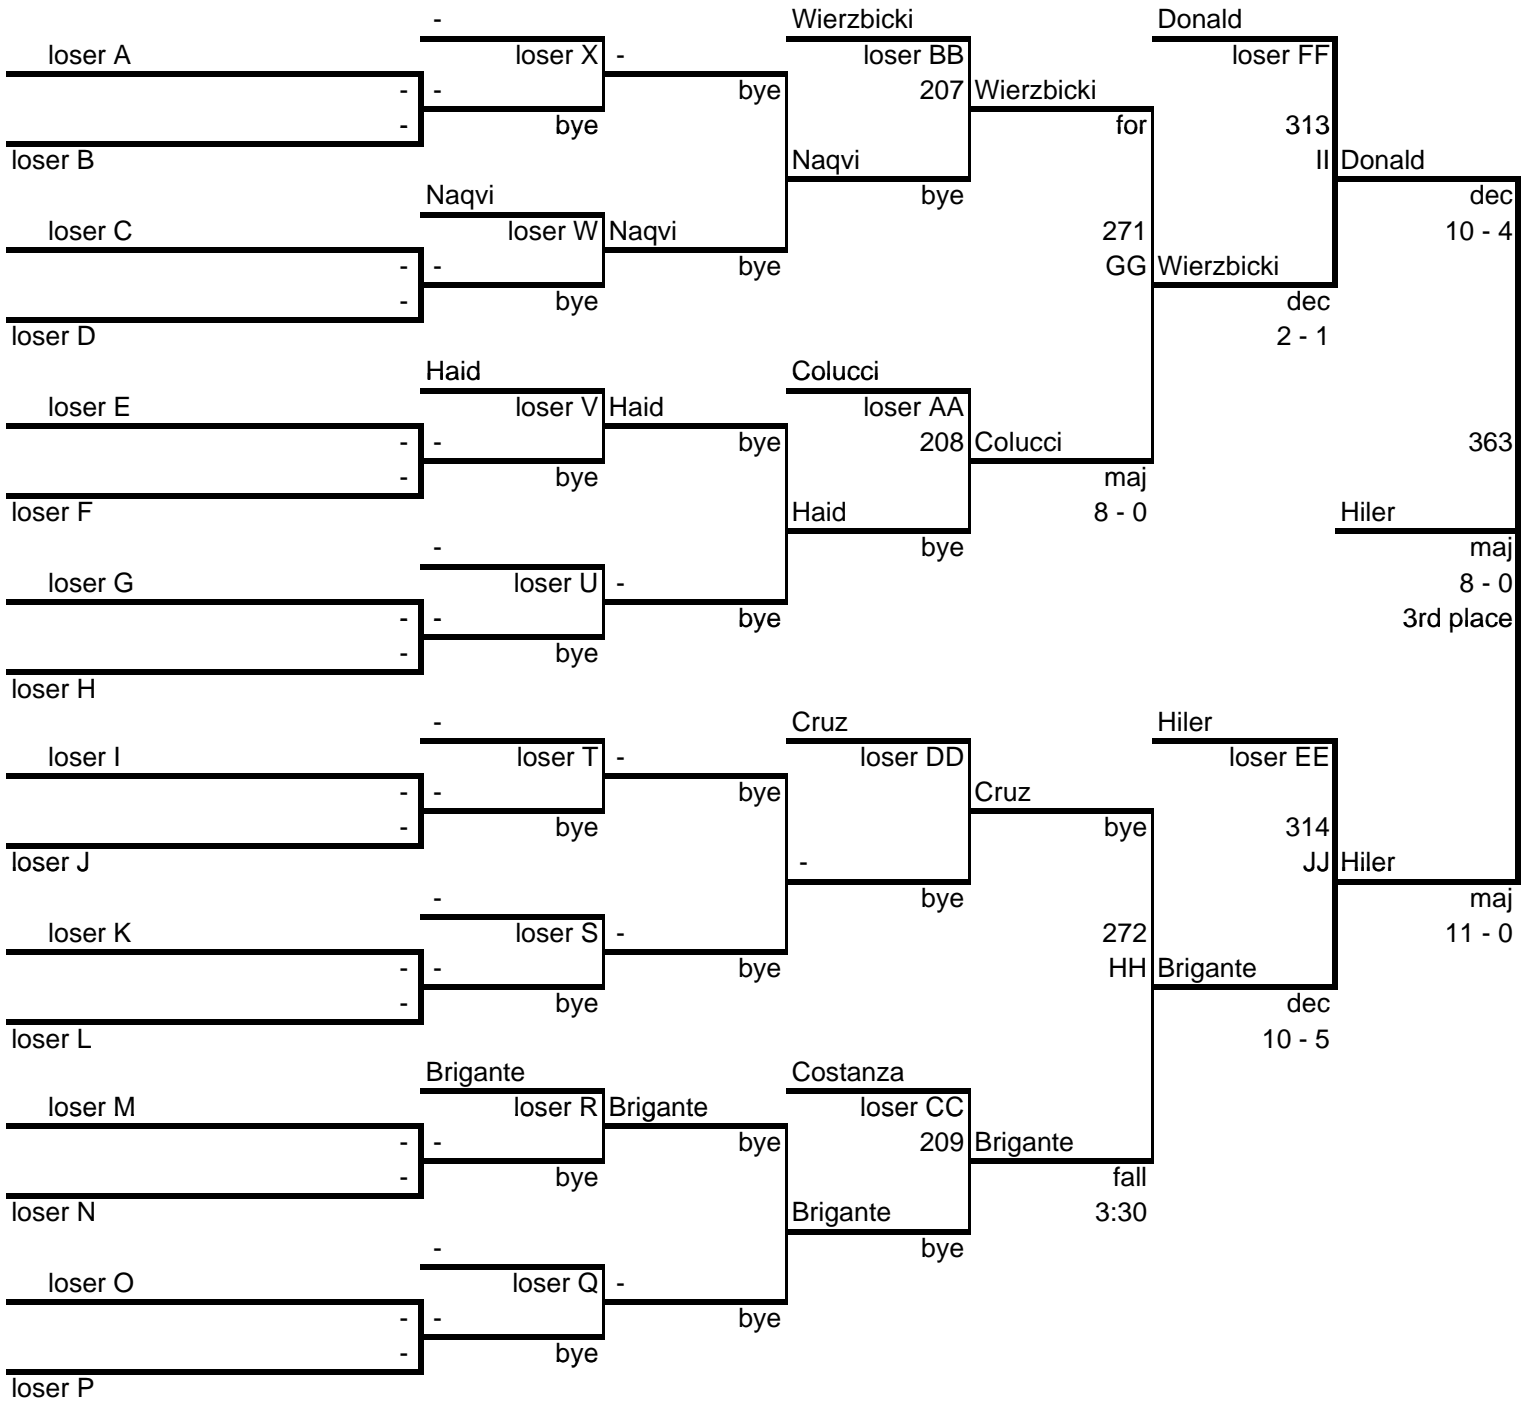 -
Wierzbicki
Donald
loser A
loser X
-
loser BB
loser FF
-
-
bye
207
Wierzbicki
-
bye
for
313
loser B
Naqvi
II
Donald
Naqvi
bye
dec
loser C
loser W
Naqvi
271
10 - 4
-
-
bye
GG
Wierzbicki
-
bye
dec
loser D
2 - 1
Haid
Colucci
loser E
loser V
Haid
loser AA
-
-
bye
208
Colucci
363
-
bye
maj
loser F
Haid
8 - 0
Hiler
-
bye
maj
loser G
loser U
-
8 - 0
-
-
bye
3rd place
-
bye
loser H
-
Cruz
Hiler
loser I
loser T
-
loser DD
loser EE
-
-
bye
Cruz
-
bye
bye
314
loser J
-
JJ
Hiler
-
bye
maj
loser K
loser S
-
272
11 - 0
-
-
bye
HH
Brigante
-
bye
dec
loser L
10 - 5
Brigante
Costanza
loser M
loser R
Brigante
loser CC
-
-
bye
209
Brigante
-
bye
fall
loser N
Brigante
3:30
-
bye
loser O
loser Q
-
-
-
bye
-
bye
loser P